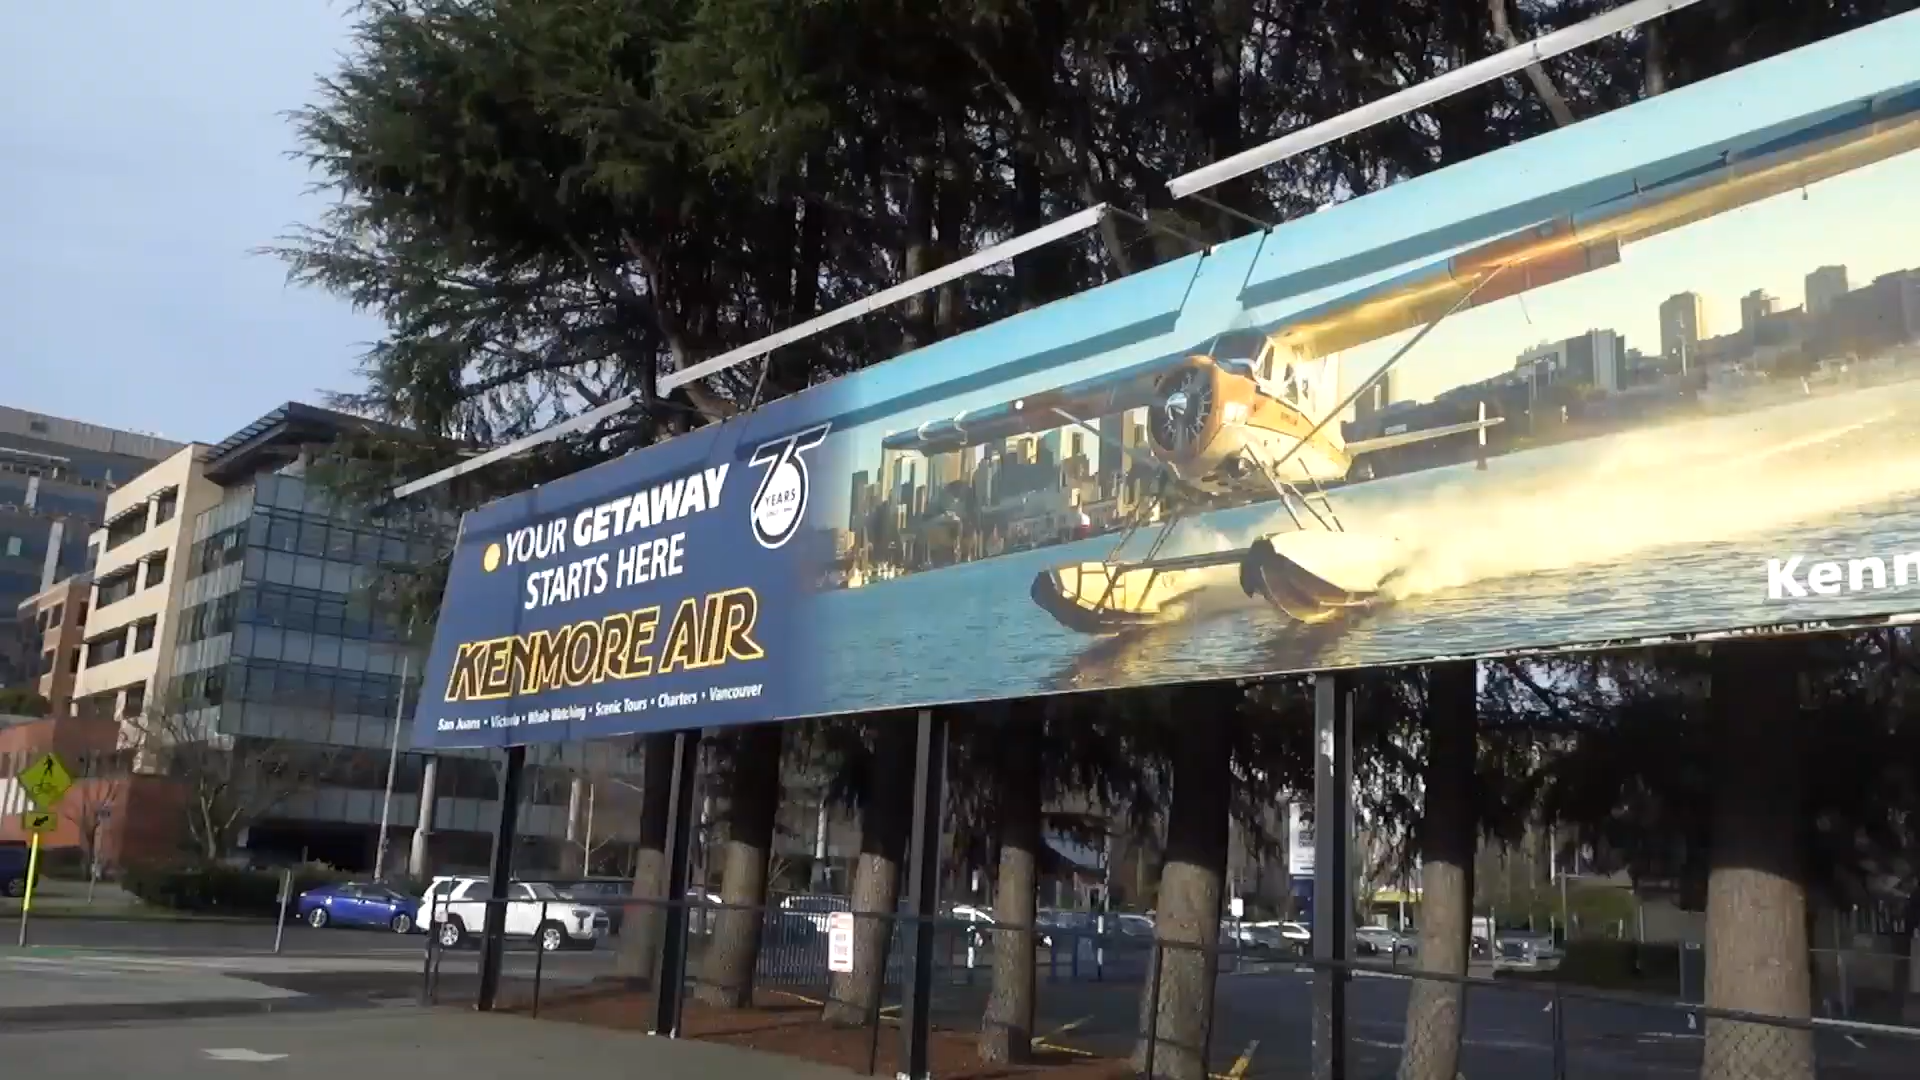 YOUR GETAWAY
STARTS HERE
75
YEARS
KENMORE AIR
San Juans • Victoria • Whale Watching • Scenic Tours • Charters • Vancouver
Kenn